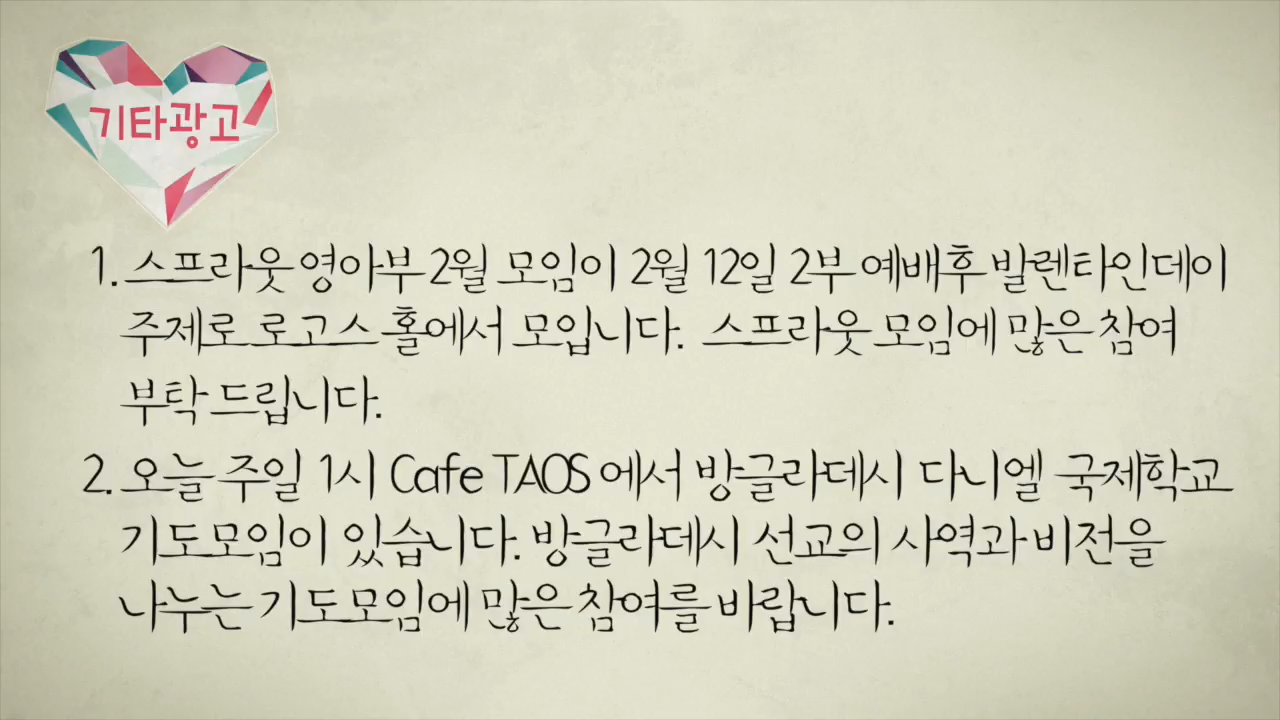 기타광고
1. 스프라웃 영아부 2월 모임이 2월 12일 2부 예배후 발렌타인데이
주제로 로고스 홀에서 모입니다. 스프라웃 모임에 많은 참여
부탁 드립니다.
2. 오늘 주일 1시 Cafe TAOS 에서 방글라데시 다니엘 국제학교
기도모임이 있습니다. 방글라데시 선교의 사역과 비전을
나누는 기도모임에 많은 참여를 바랍니다.